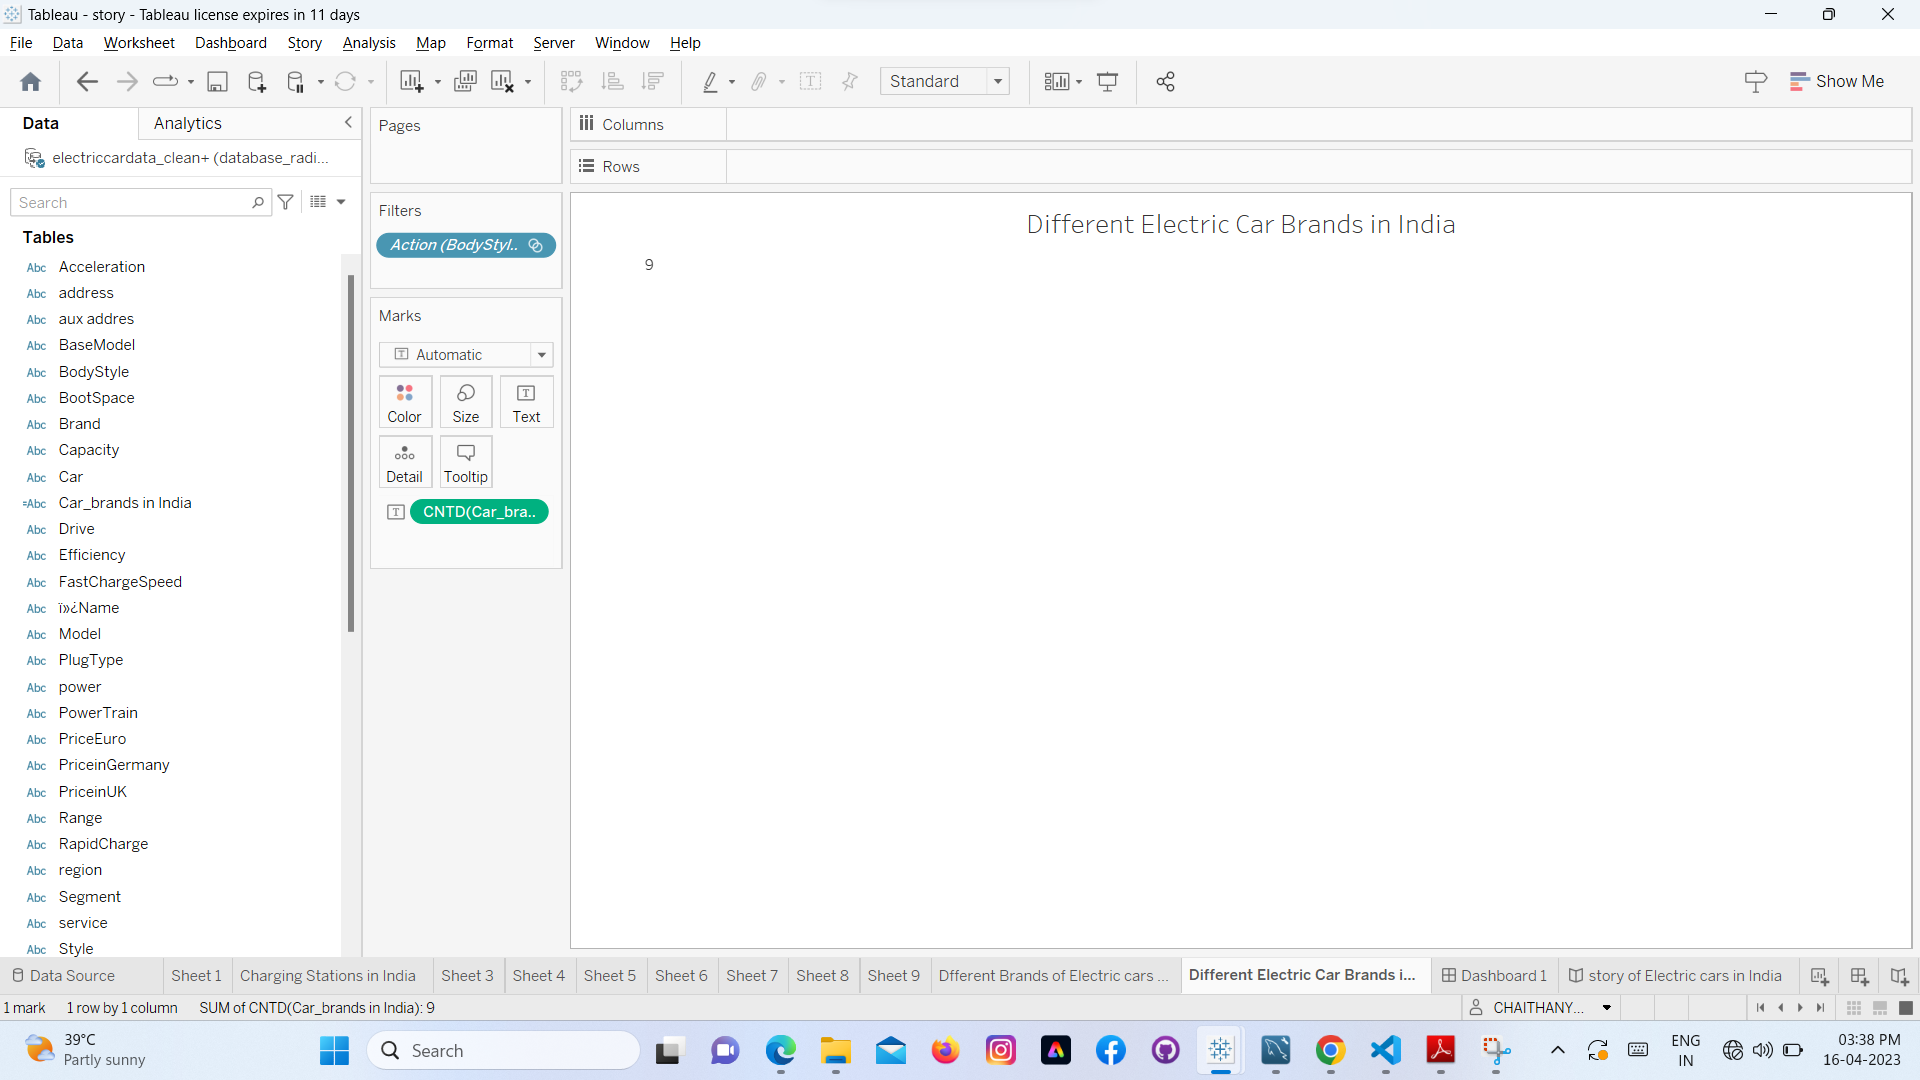 Tableau - story - Tableau license expires in 11 days
File Data Worksheet Dashboard Story Analysis Map Format Server Window Help
Standard
Show Me
Data Analytics
electriccardata_clean+ (database_radi...
Search
Tables
Abc Acceleration
Abc address
Abc aux addres
Abc BaseModel
Abc BodyStyle
Abc BootSpace
Abc Brand
Abc Capacity
Abc Car
=Abc Car_brands in India
Abc Drive
Abc Efficiency
Abc FastChargeSpeed
Abc ï»¿Name
Abc Model
Abc PlugType
Abc power
Abc PowerTrain
Abc PriceEuro
Abc PriceinGermany
Abc PriceinUK
Abc Range
Abc RapidCharge
Abc region
Abc Segment
Abc service
Abc Style
Pages
Filters
Action (BodyStyl..
Marks
T Automatic
Color Size T Text
Detail Tooltip
T CNTD(Car_bra..
Columns
Rows
Different Electric Car Brands in India
9
Data Source Sheet 1 Charging Stations in India Sheet 3 Sheet 4 Sheet 5 Sheet 6 Sheet 7 Sheet 8 Sheet 9 Dfferent Brands of Electric cars ... Different Electric Car Brands i... Dashboard 1 story of Electric cars in India
1 mark 1 row by 1 column SUM of CNTD(Car_brands in India): 9 CHAITHANY...
39°C
Partly sunny
Search
ENG
IN
03:38 PM
16-04-2023